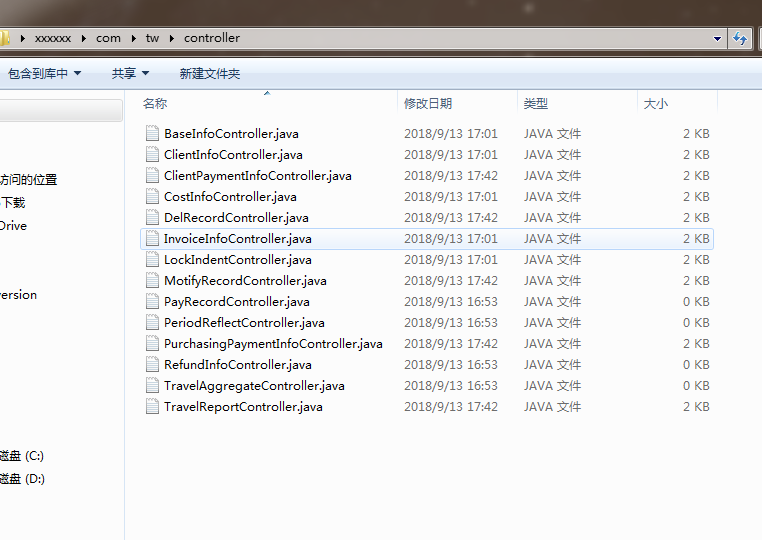 xxxxxx com tw controller
包含到库中 共享 新建文件夹
名称 修改日期 类型 大小
BaseInfoController.java 2018/9/13 17:01 JAVA 文件 2 KB
ClientInfoController.java 2018/9/13 17:01 JAVA 文件 2 KB
ClientPaymentInfoController.java 2018/9/13 17:42 JAVA 文件 2 KB
CostInfoController.java 2018/9/13 17:01 JAVA 文件 2 KB
DelRecordController.java 2018/9/13 17:42 JAVA 文件 2 KB
InvoiceInfoController.java 2018/9/13 17:01 JAVA 文件 2 KB
LockIndentController.java 2018/9/13 17:01 JAVA 文件 2 KB
MotifyRecordController.java 2018/9/13 17:42 JAVA 文件 2 KB
PayRecordController.java 2018/9/13 16:53 JAVA 文件 0 KB
PeriodReflectController.java 2018/9/13 16:53 JAVA 文件 0 KB
PurchasingPaymentInfoController.java 2018/9/13 17:42 JAVA 文件 2 KB
RefundInfoController.java 2018/9/13 16:53 JAVA 文件 0 KB
TravelAggregateController.java 2018/9/13 16:53 JAVA 文件 0 KB
TravelReportController.java 2018/9/13 17:42 JAVA 文件 2 KB
访问的位置
下载
Drive
ersion
磁盘 (C:)
磁盘 (D:)